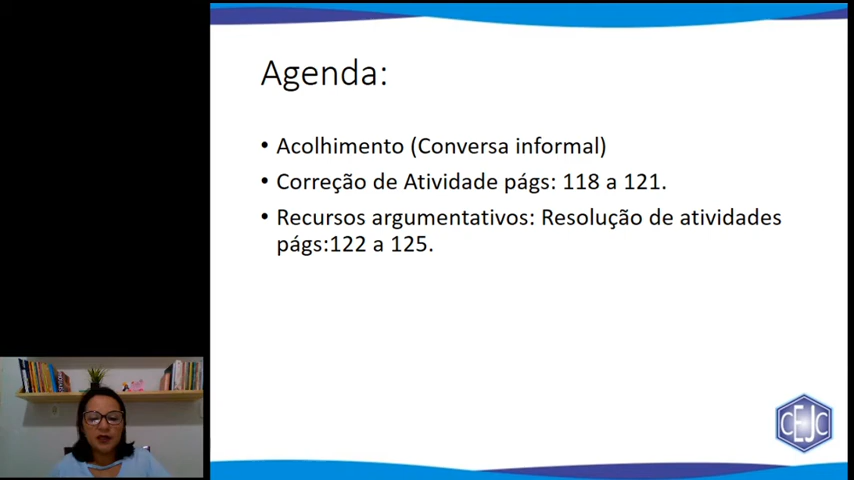 Agenda:
• Acolhimento (Conversa informal)
• Correção de Atividade págs: 118 a 121.
• Recursos argumentativos: Resolução de atividades
págs:122 a 125.
CEJC